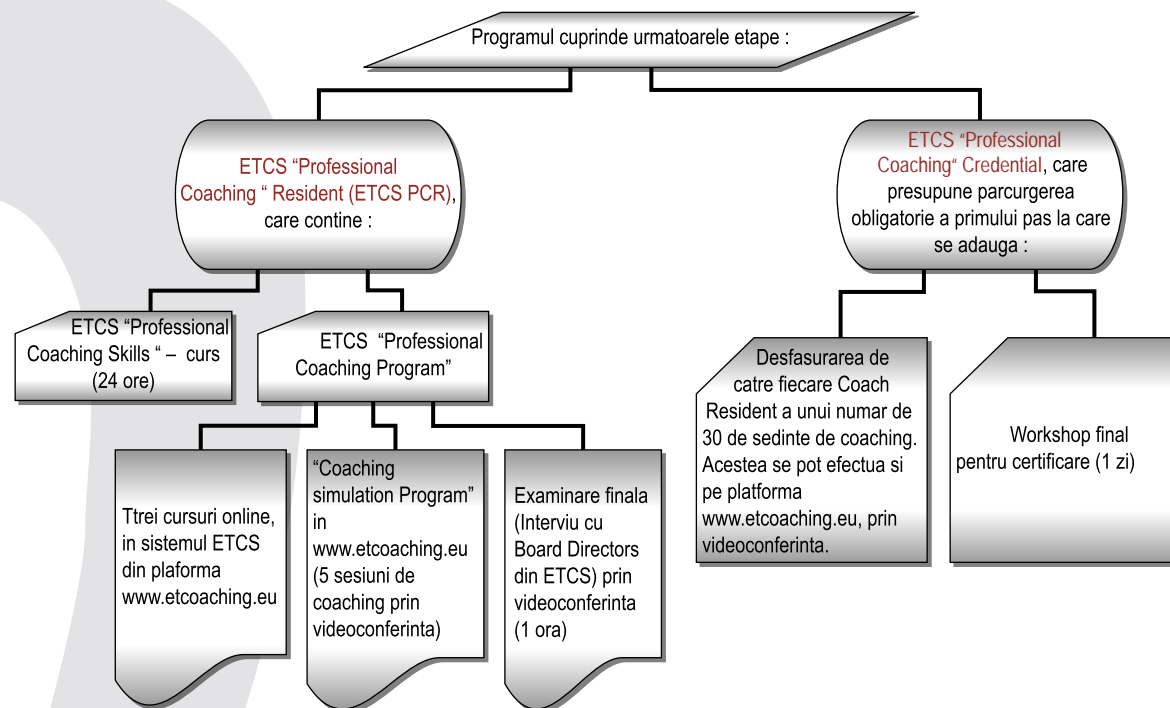 Programul cuprinde urmatoarele etape :
ETCS “Professional
Coaching “ Resident (ETCS PCR),
care contine :
ETCS “Professional
Coaching“ Credential, care
presupune parcurgerea
obligatorie a primului pas la care
se adauga :
ETCS “Professional
Coaching Skills “ – curs
(24 ore)
ETCS “Professional
Coaching Program”
Ttrei cursuri online,
in sistemul ETCS
din plaforma
www.etcoaching.eu
“Coaching
simulation Program”
in
www.etcoaching.eu
(5 sesiuni de
coaching prin
videoconferinta)
Examinare finala
(Interviu cu
Board Directors
din ETCS) prin
videoconferinta
(1 ora)
Desfasurarea de
catre fiecare Coach
Resident a unui numar de
30 de sedinte de coaching.
Acestea se pot efectua si
pe platforma
www.etcoaching.eu, prin
videoconferinta.
Workshop final
pentru certificare (1 zi)